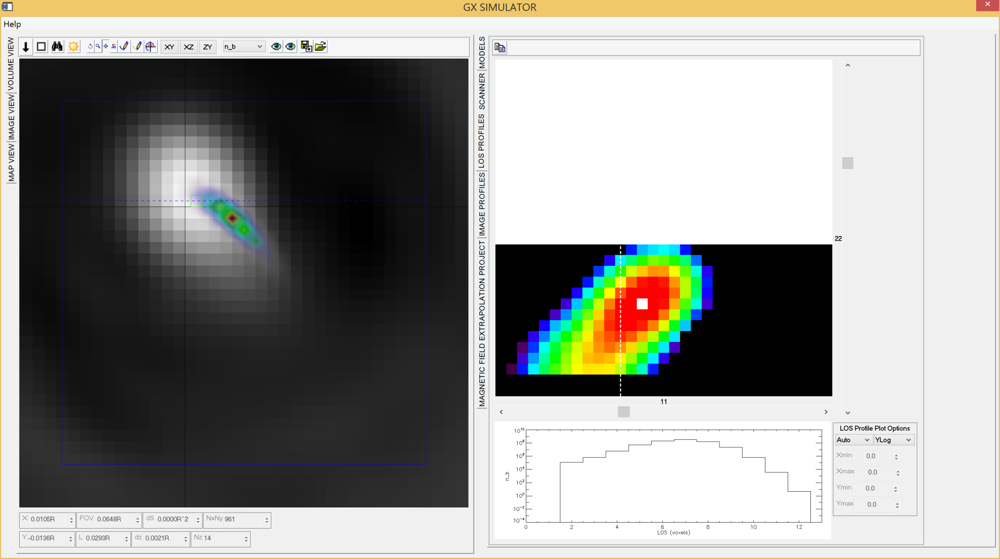 GX SIMULATOR
Help
VOLUME VIEW
IMAGE VIEW
MAP VIEW
XY
XZ
ZY
n_b
X 0.0105R
FOV 0.0648R
dS 0.0000R^2
NxNy 961
Y -0.0136R
L 0.0293R
dz 0.0021R
Nz 14
MODELS
SCANNER
LOS PROFILES
IMAGE PROFILES
MAGNETIC FIELD EXTRAPOLATION PROJECT
22
11
10^10
10^8
10^6
10^4
10^2
10^0
10^-2
10^-4
n_b
0 2 4 6 8 10 12
LOS (voxels)
LOS Profile Plot Options
Auto
YLog
Xmin 0.0
Xmax 0.0
Ymin 0.0
Ymax 0.0